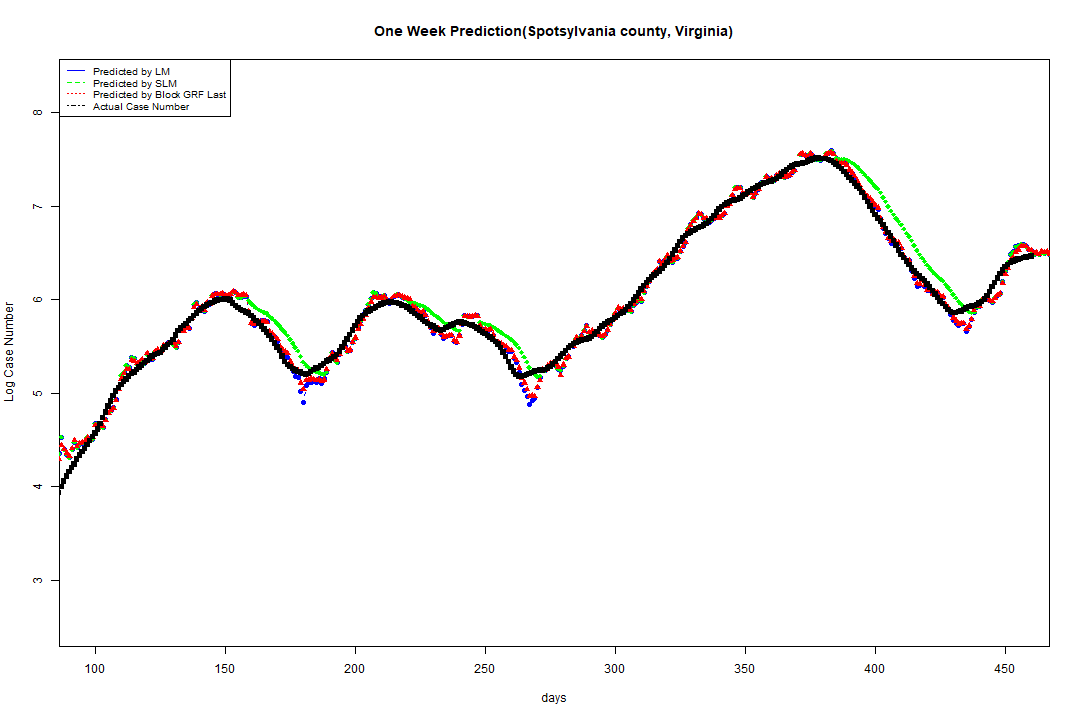 One Week Prediction(Spotsylvania county, Virginia)
Predicted by LM
Predicted by SLM
Predicted by Block GRF Last
Actual Case Number
8
7
6
5
4
3
Log Case Number
100 150 200 250 300 350 400 450
days